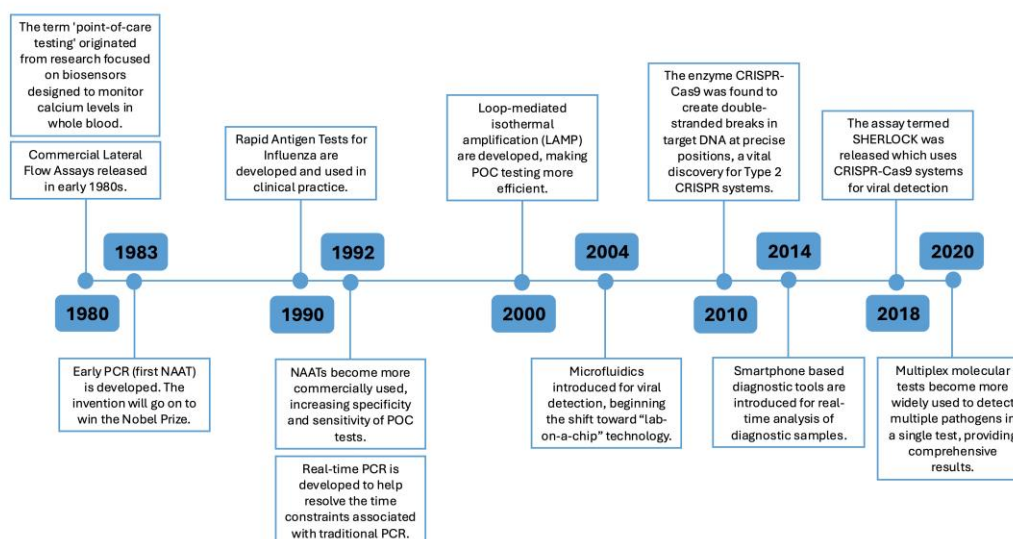 The term 'point-of-care
testing' originated
from research focused
on biosensors
designed to monitor
calcium levels in
whole blood.
Commercial Lateral
Flow Assays released
in early 1980s.
Rapid Antigen Tests for
Influenza are
developed and used in
clinical practice.
Loop-mediated
isothermal
amplification (LAMP)
are developed, making
POC testing more
efficient.
The enzyme CRISPR-
Cas9 was found to
create double-
stranded breaks in
target DNA at precise
positions, a vital
discovery for Type 2
CRISPR systems.
The assay termed
SHERLOCK was
released which uses
CRISPR-Cas9 systems
for viral detection
1983
1992
2004
2014
2020
1980
1990
2000
2010
2018
Early PCR (first NAAT)
is developed. The
invention will go on to
win the Nobel Prize.
NAATs become more
commercially used,
increasing specificity
and sensitivity of POC
tests.
Real-time PCR is
developed to help
resolve the time
constraints associated
with traditional PCR.
Microfluidics
introduced for viral
detection, beginning
the shift toward “lab-
on-a-chip” technology.
Smartphone based
diagnostic tools are
introduced for real-
time analysis of
diagnostic samples.
Multiplex molecular
tests become more
widely used to detect
multiple pathogens in
a single test, providing
comprehensive
results.